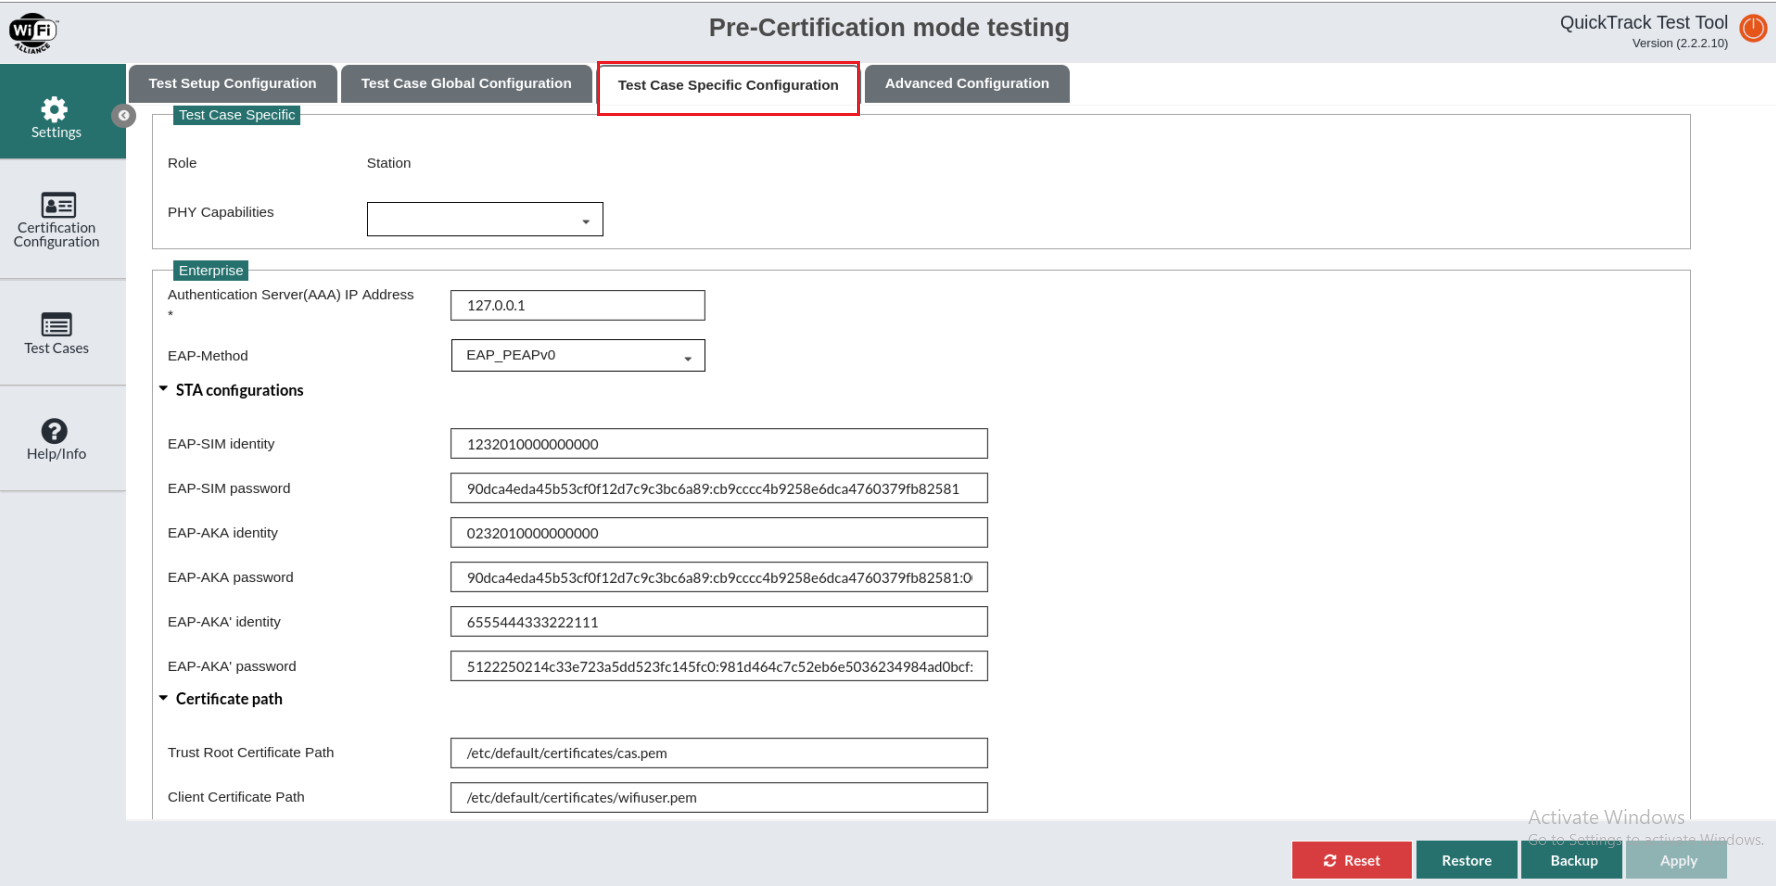 WiFi
ALLIANCE
Pre-Certification mode testing
QuickTrack Test Tool
Version (2.2.2.10)
Test Setup Configuration
Test Case Global Configuration
Test Case Specific Configuration
Advanced Configuration
Settings
Certification
Configuration
Test Cases
Help/Info
Test Case Specific
Role
Station
PHY Capabilities
Enterprise
Authentication Server(AAA) IP Address
*
127.0.0.1
EAP-Method
EAP_PEAPv0
STA configurations
EAP-SIM identity
1232010000000000
EAP-SIM password
90dca4eda45b53cf0f12d7c9c3bc6a89:cb9cccc4b9258e6dca4760379fb82581
EAP-AKA identity
0232010000000000
EAP-AKA password
90dca4eda45b53cf0f12d7c9c3bc6a89:cb9cccc4b9258e6dca4760379fb82581:0
EAP-AKA' identity
6555444333222111
EAP-AKA' password
5122250214c33e723a5dd523fc145fc0:981d464c7c52eb6e5036234984ad0bcf:
Certificate path
Trust Root Certificate Path
/etc/default/certificates/cas.pem
Client Certificate Path
/etc/default/certificates/wifiuser.pem
Activate Windows
Go to Settings to activate Windows.
Reset
Restore
Backup
Apply